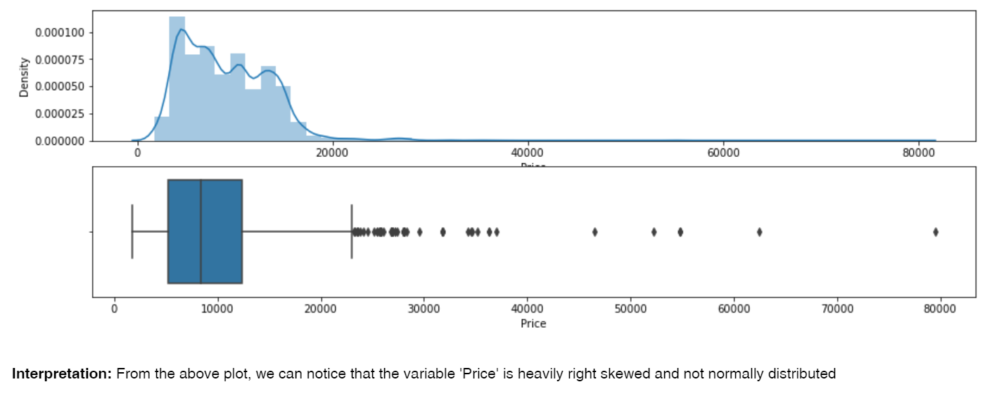 0.000100
0.000075
0.000050
0.000025
0.000000
Density
0 20000 40000 60000 80000
Price
0 10000 20000 30000 40000 50000 60000 70000 80000
Price
Interpretation: From the above plot, we can notice that the variable 'Price' is heavily right skewed and not normally distributed